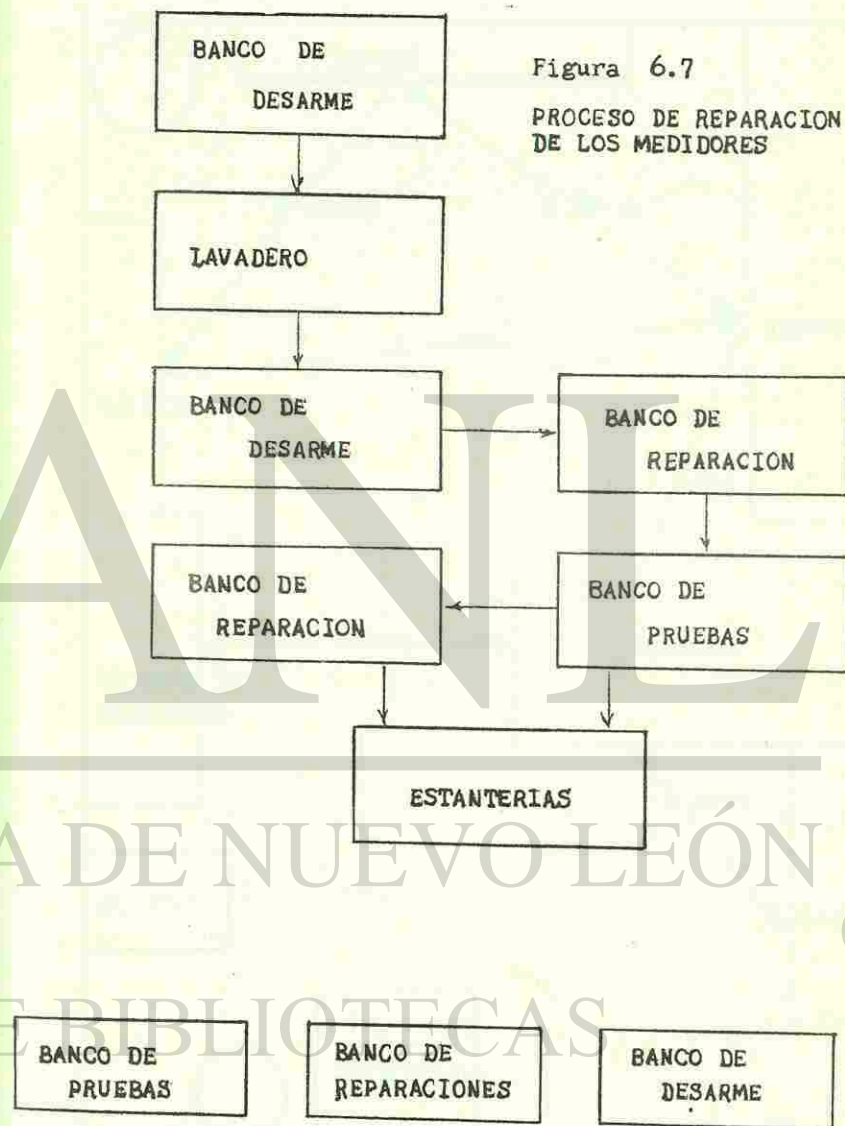 BANCO DE
DESARME
Figura 6.7
PROCESO DE REPARACION
DE LOS MEDIDORES
LAVADERO
BANCO DE
DESARME
BANCO DE
REPARACION
BANCO DE
REPARACION
BANCO DE
PRUEBAS
ESTANTERIAS
ANL
A DE NUEVO LEÓN
E BIBLIOTECAS
BANCO DE
PRUEBAS
BANCO DE
REPARACIONES
BANCO DE
DESARME